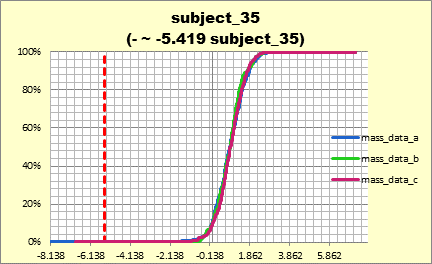 subject_35
(- ~ -5.419 subject_35)
100%
80%
60%
40%
20%
0%
-8.138 -6.138 -4.138 -2.138 -0.138 1.862 3.862 5.862
mass_data_a
mass_data_b
mass_data_c